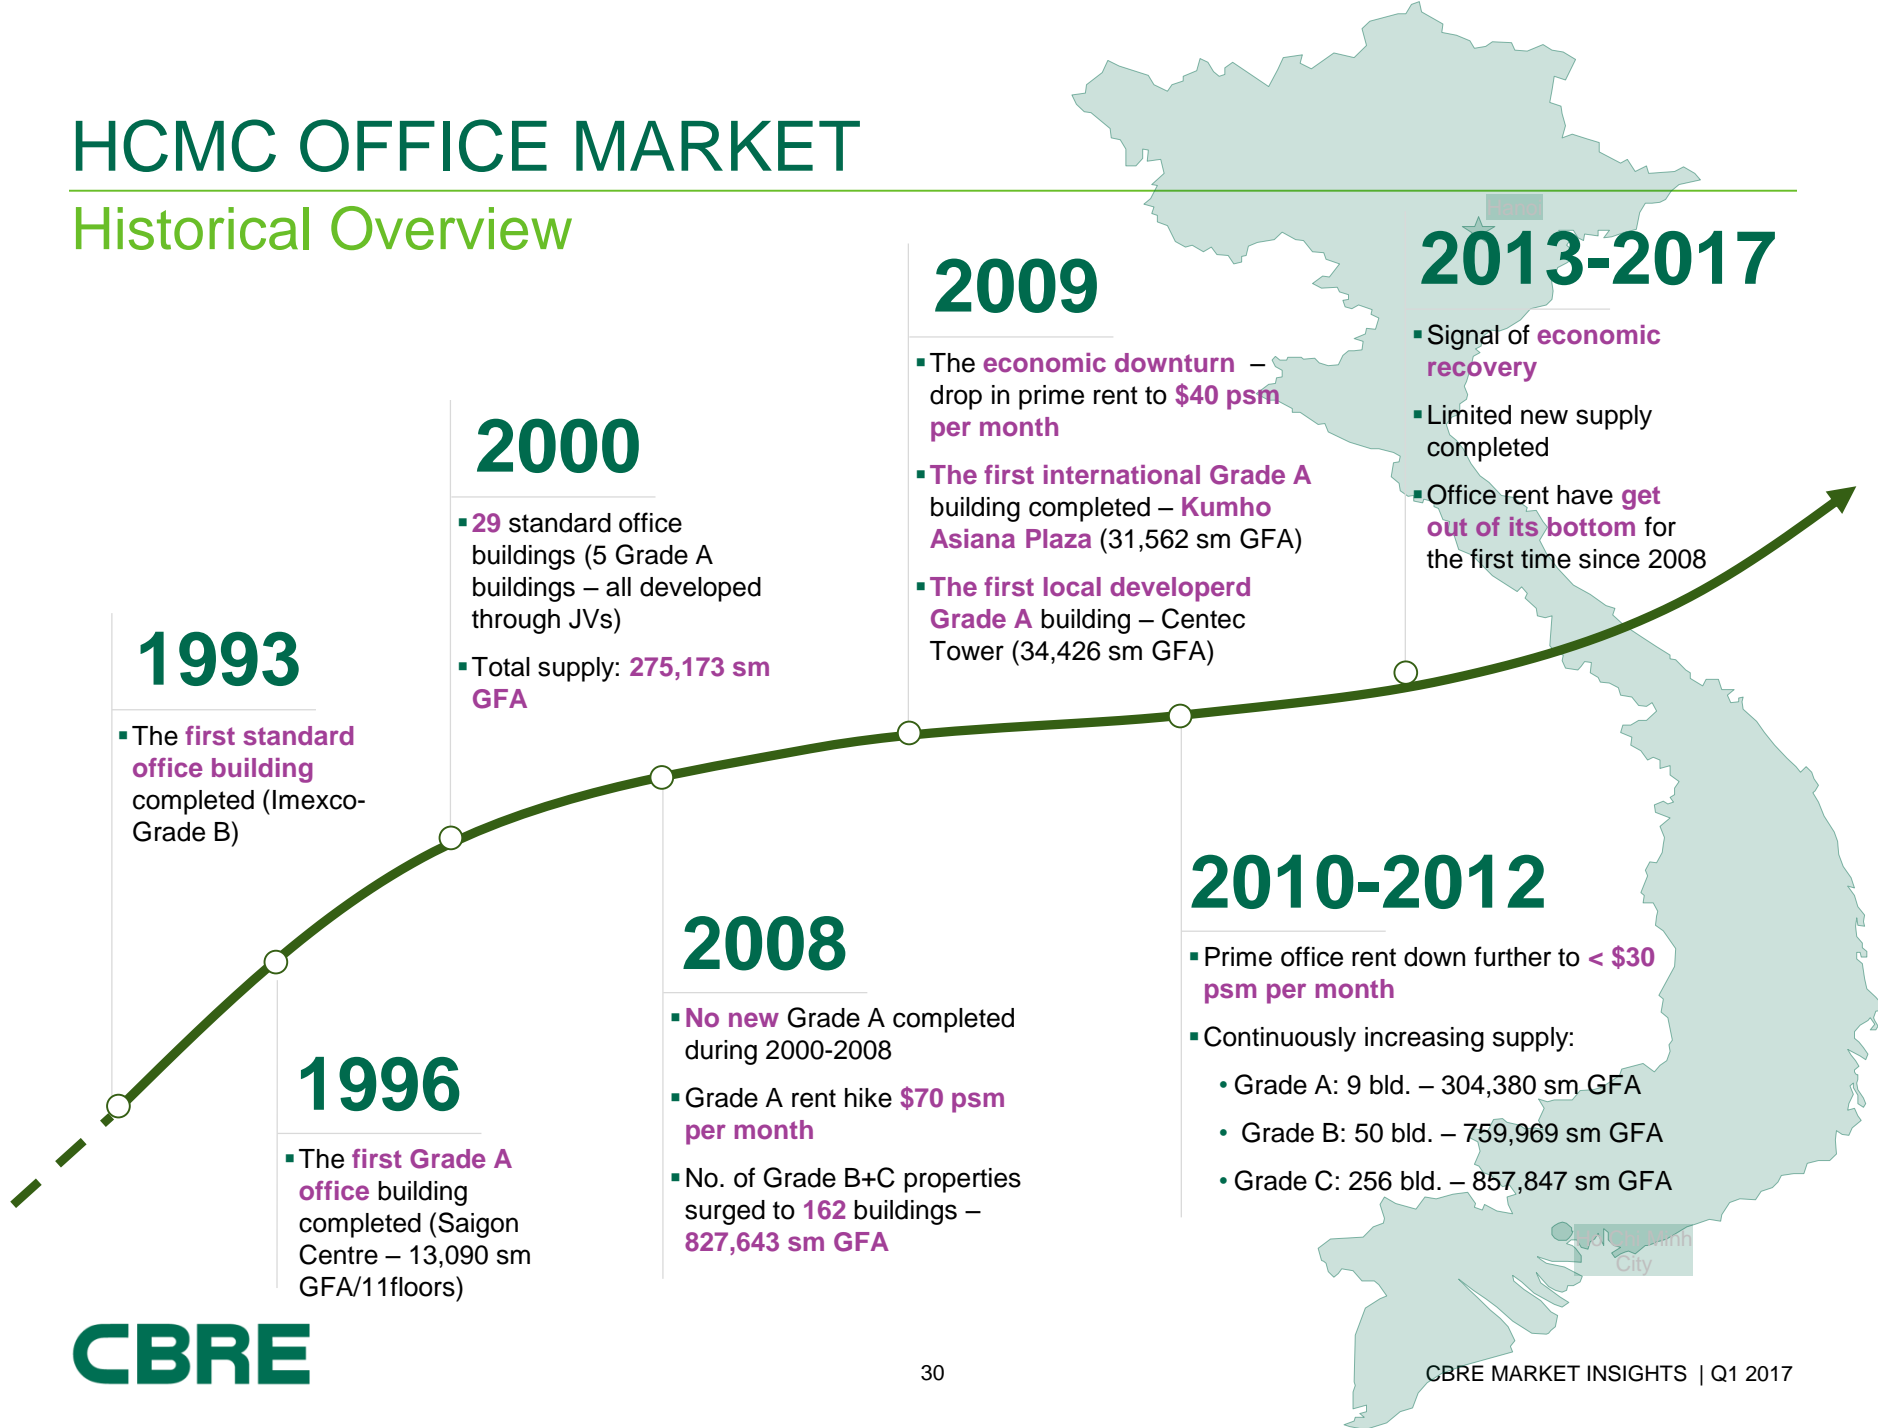 HCMC OFFICE MARKET
Historical Overview
1993
▪The first standard
office building
completed (Imexco-
Grade B)
1996
▪The first Grade A
office building
completed (Saigon
Centre – 13,090 sm
GFA/11floors)
2000
▪29 standard office
buildings (5 Grade A
buildings – all developed
through JVs)
▪Total supply: 275,173 sm
GFA
2008
▪No new Grade A completed
during 2000-2008
▪Grade A rent hike $70 psm
per month
▪No. of Grade B+C properties
surged to 162 buildings –
827,643 sm GFA
2009
▪The economic downturn –
drop in prime rent to $40 psm
per month
▪The first international Grade A
building completed – Kumho
Asiana Plaza (31,562 sm GFA)
▪The first local developerd
Grade A building – Centec
Tower (34,426 sm GFA)
2010-2012
▪Prime office rent down further to < $30
psm per month
▪Continuously increasing supply:
• Grade A: 9 bld. – 304,380 sm GFA
• Grade B: 50 bld. – 759,969 sm GFA
• Grade C: 256 bld. – 857,847 sm GFA
2013-2017
▪Signal of economic
recovery
▪Limited new supply
completed
▪Office rent have get
out of its bottom for
the first time since 2008
Minh
City
CBRE
30
CBRE MARKET INSIGHTS | Q1 2017